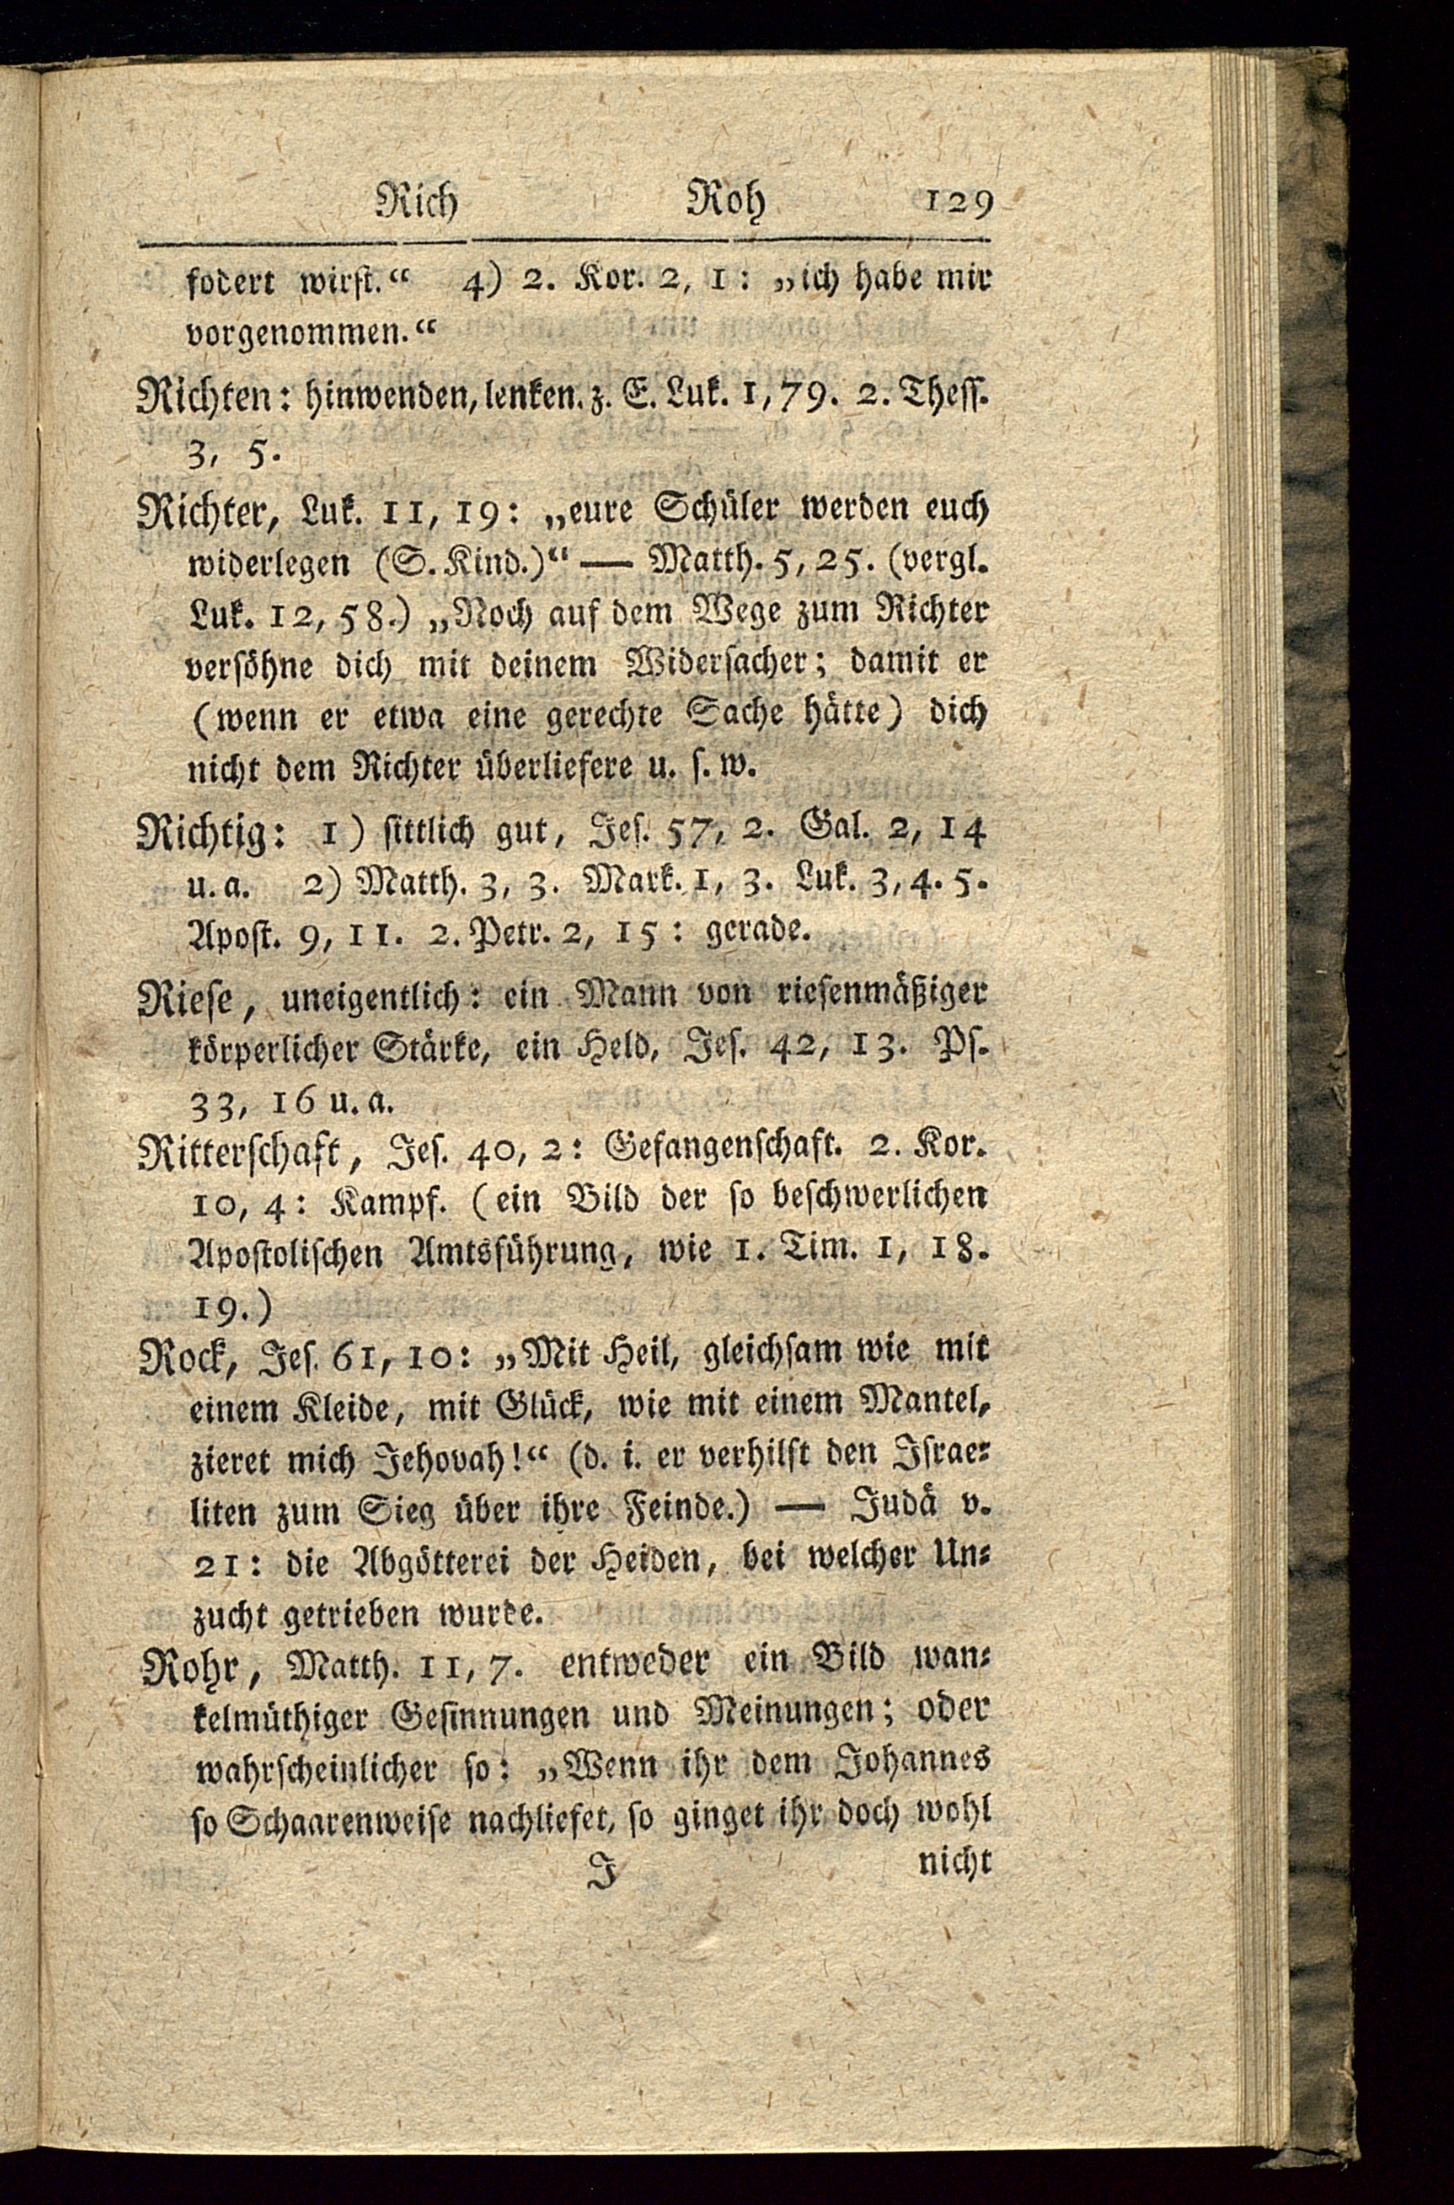 Rich Roh 129
fodert wirst.“ 4) 2. Kor. 2, 1: „ich habe mir
vorgenommen.“
Richten: hinwenden, lenken. z. E. Luk. 1, 79. 2. Thess.
3, 5.
Richter, Luk. 11, 19: „eure Schüler werden euch
widerlegen (S. Kind.)“ — Matth. 5, 25. (vergl.
Luk. 12, 58.) „Noch auf dem Wege zum Richter
versöhne dich mit deinem Widersacher; damit er
(wenn er etwa eine gerechte Sache hätte) dich
nicht dem Richter überliefere u. s. w.
Richtig: 1) sittlich gut, Jes. 57, 2. Gal. 2, 14
u. a. 2) Matth. 3, 3. Mark. 1, 3. Luk. 3, 4. 5.
Apost. 9, 11. 2. Petr. 2, 15: gerade.
Riese, uneigentlich: ein Mann von riesenmäßiger
körperlicher Stärke, ein Held, Jes. 42, 13. Ps.
33, 16 u. a.
Ritterschaft, Jes. 40, 2: Gefangenschaft. 2. Kor.
10, 4: Kampf. (ein Bild der so beschwerlichen
Apostolischen Amtsführung, wie 1. Tim. 1, 18.
19.)
Rock, Jes. 61, 10: „Mit Heil, gleichsam wie mit
einem Kleide, mit Glück, wie mit einem Mantel,
zieret mich Jehovah!“ (d. i. er verhilft den Israe⸗
liten zum Sieg über ihre Feinde.) — Judä v.
21: die Abgötterei der Heiden, bei welcher Un⸗
zucht getrieben wurde.
Rohr, Matth. 11, 7. entweder ein Bild wan⸗
kelmüthiger Gesinnungen und Meinungen; oder
wahrscheinlicher so: „Wenn ihr dem Johannes
so Schaarenweise nachliefet, so ginget ihr doch wohl
J nicht